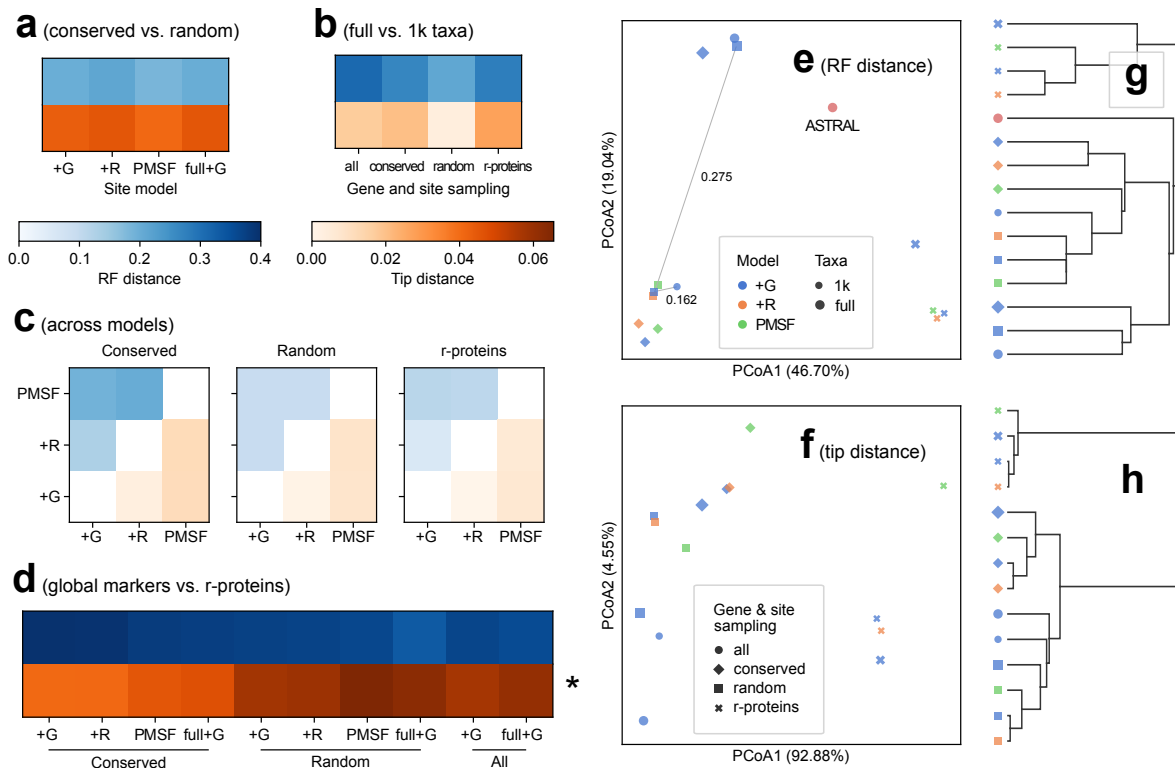 a (conserved vs. random)
+G +R PMSF full+G
Site model
b (full vs. 1k taxa)
all conserved random r-proteins
Gene and site sampling
0.0 0.1 0.2 0.3 0.4
RF distance
0.00 0.02 0.04 0.06
Tip distance
c (across models)
Conserved Random r-proteins
PMSF
+R
+G
+G +R PMSF +G +R PMSF +G +R PMSF
d (global markers vs. r-proteins)
*
+G +R PMSF full+G +G +R PMSF full+G +G full+G
Conserved Random All
e (RF distance)
ASTRAL
0.275
0.162
PCoA2 (19.04%)
Model Taxa
+G 1k
+R full
PMSF
PCoA1 (46.70%)
f (tip distance)
PCoA2 (4.55%)
Gene & site
sampling
all
conserved
random
r-proteins
PCoA1 (92.88%)
g
h